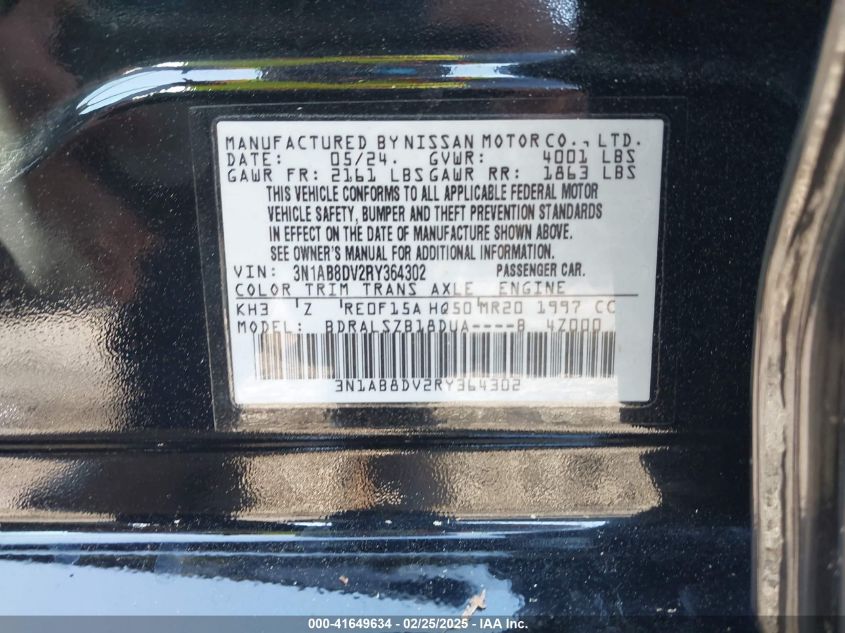 MANUFACTURED BY NISSAN MOTOR CO., LTD.
DATE: 05/24. GVWR: 4001 LBS
GAWR FR: 2161 LBS GAWR RR: 1863 LBS
THIS VEHICLE CONFORMS TO ALL APPLICABLE FEDERAL MOTOR
VEHICLE SAFETY, BUMPER AND THEFT PREVENTION STANDARDS
IN EFFECT ON THE DATE OF MANUFACTURE SHOWN ABOVE.
SEE OWNER'S MANUAL FOR ADDITIONAL INFORMATION.
VIN: 3N1AB8DV2RY364302 PASSENGER CAR.
COLOR TRIM TRANS AXLE ENGINE
KH3 Z RE0F15A HQ50 MR20 1997 CC
MODEL: BDRALSZB18DUA----8 4Z000
3N1AB8DV2RY364302
000-41649634 - 02/25/2025 - IAA Inc.